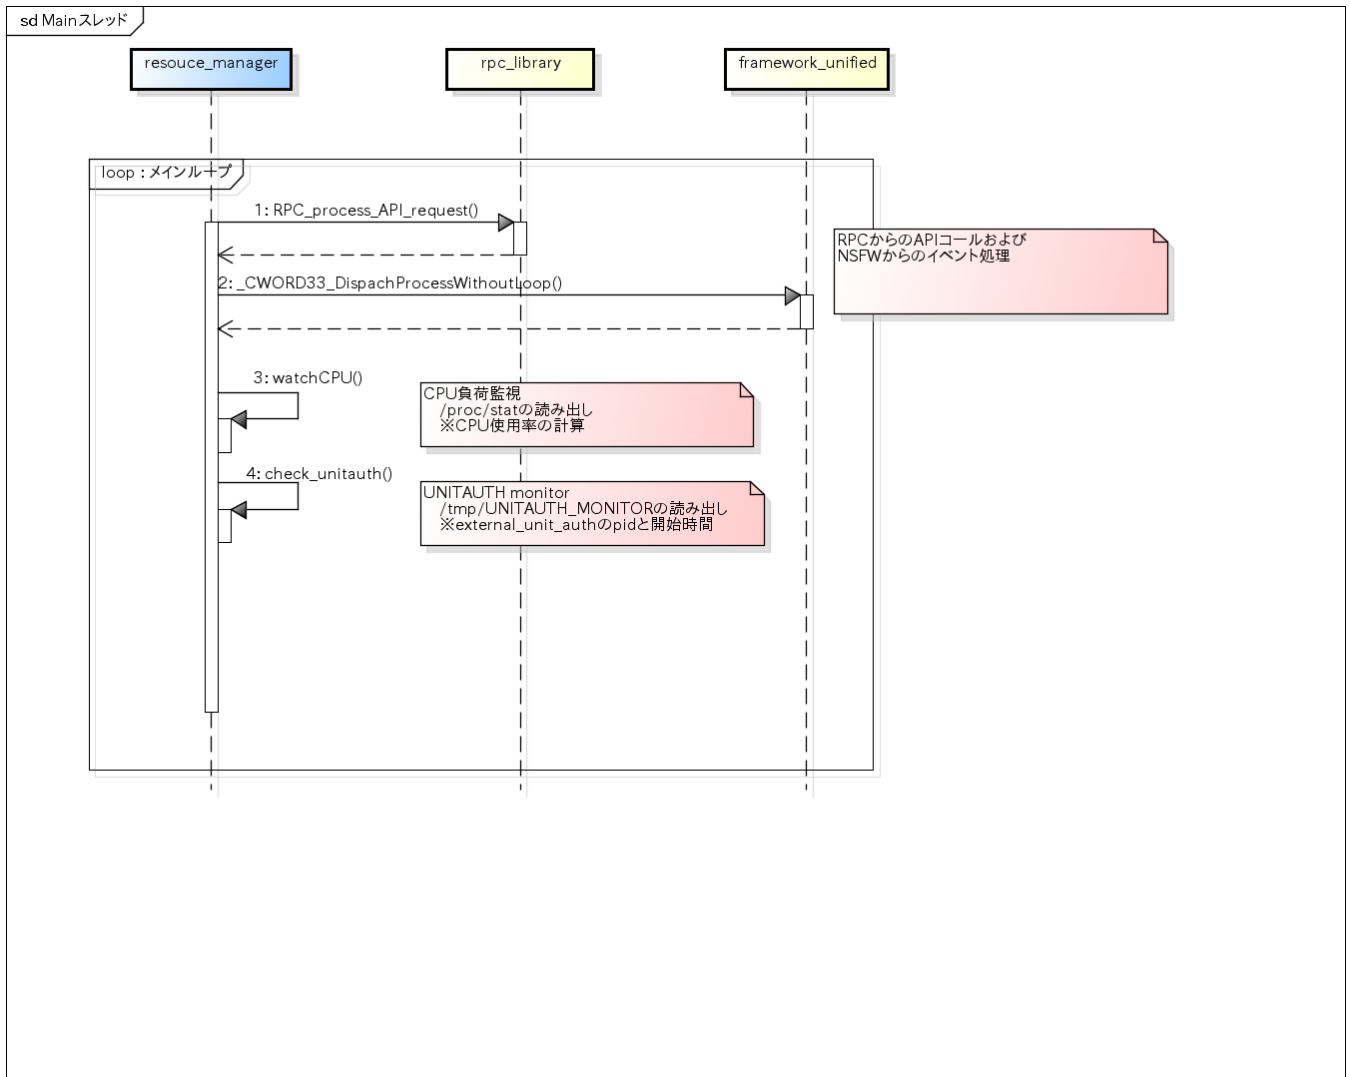 sd Mainスレッド
resouce_manager
rpc_library
framework_unified
loop : メインループ
1: RPC_process_API_request()
RPCからのAPIコールおよび
NSFWからのイベント処理
2: _CWORD33_DispachProcessWithoutLoop()
3: watchCPU()
CPU負荷監視
/proc/statの読み出し
※CPU使用率の計算
4: check_unitauth()
UNITAUTH monitor
/tmp/UNITAUTH_MONITORの読み出し
※external_unit_authのpidと開始時間